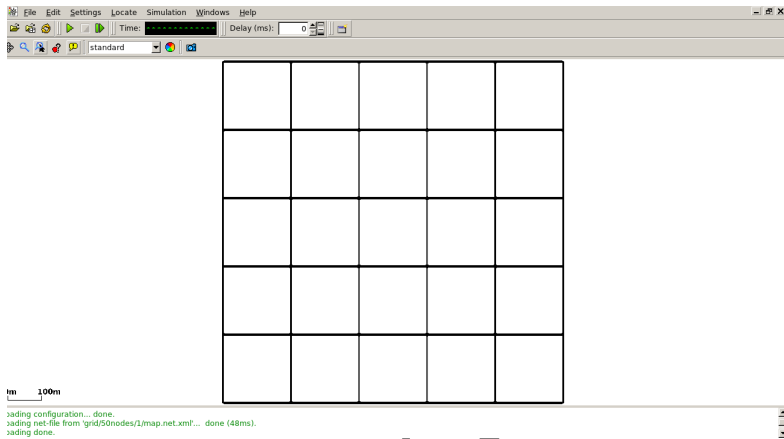 File Edit Settings Locate Simulation Windows Help
Time: Delay (ms): 0
standard
0m 100m
oading configuration... done.
oading net-file from 'grid/50nodes/1/map.net.xml'... done (48ms).
oading done.